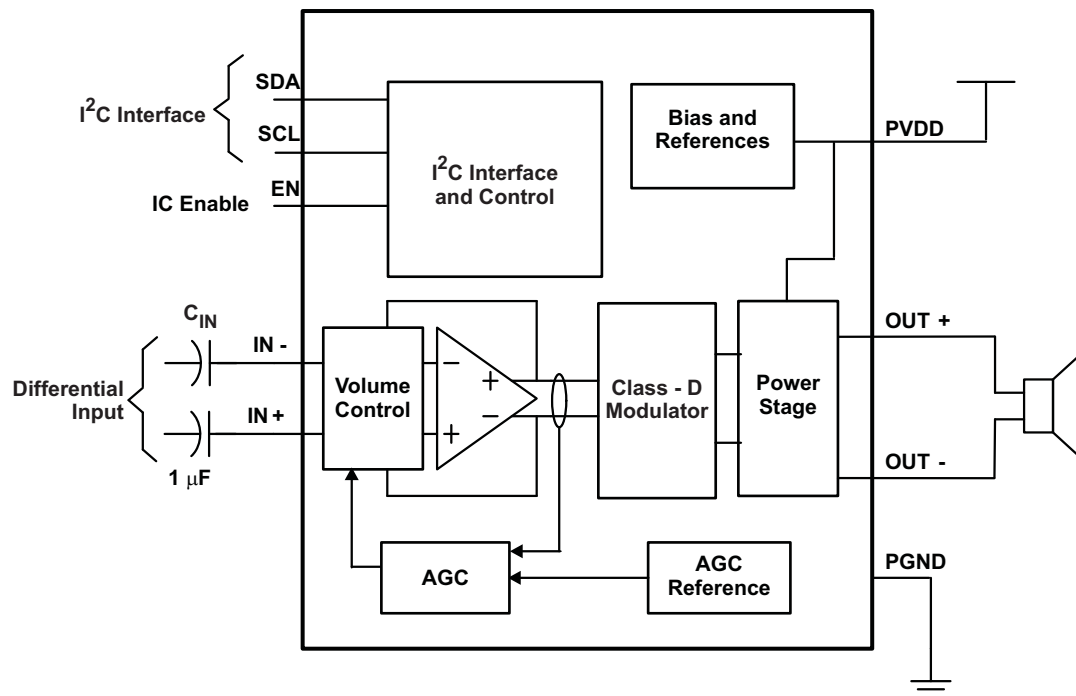 SDA
I²C Interface
SCL
EN
IC Enable
I²C Interface
and Control
Bias and
References
PVDD
C_IN
IN -
Differential
Input
IN +
1 μF
Volume
Control
−
+
+
−
Class - D
Modulator
Power
Stage
OUT +
OUT -
AGC
AGC
Reference
PGND